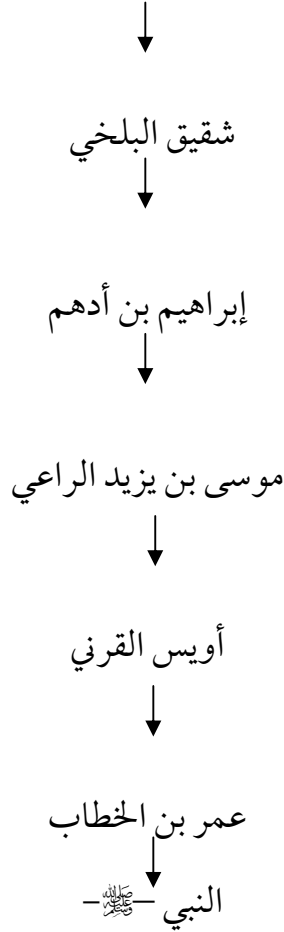 شقيق البلخي
إبراهيم بن أدهم
موسى بن يزيد الراعي
أويس القرني
عمر بن الخطاب
النبي –ﷺ–